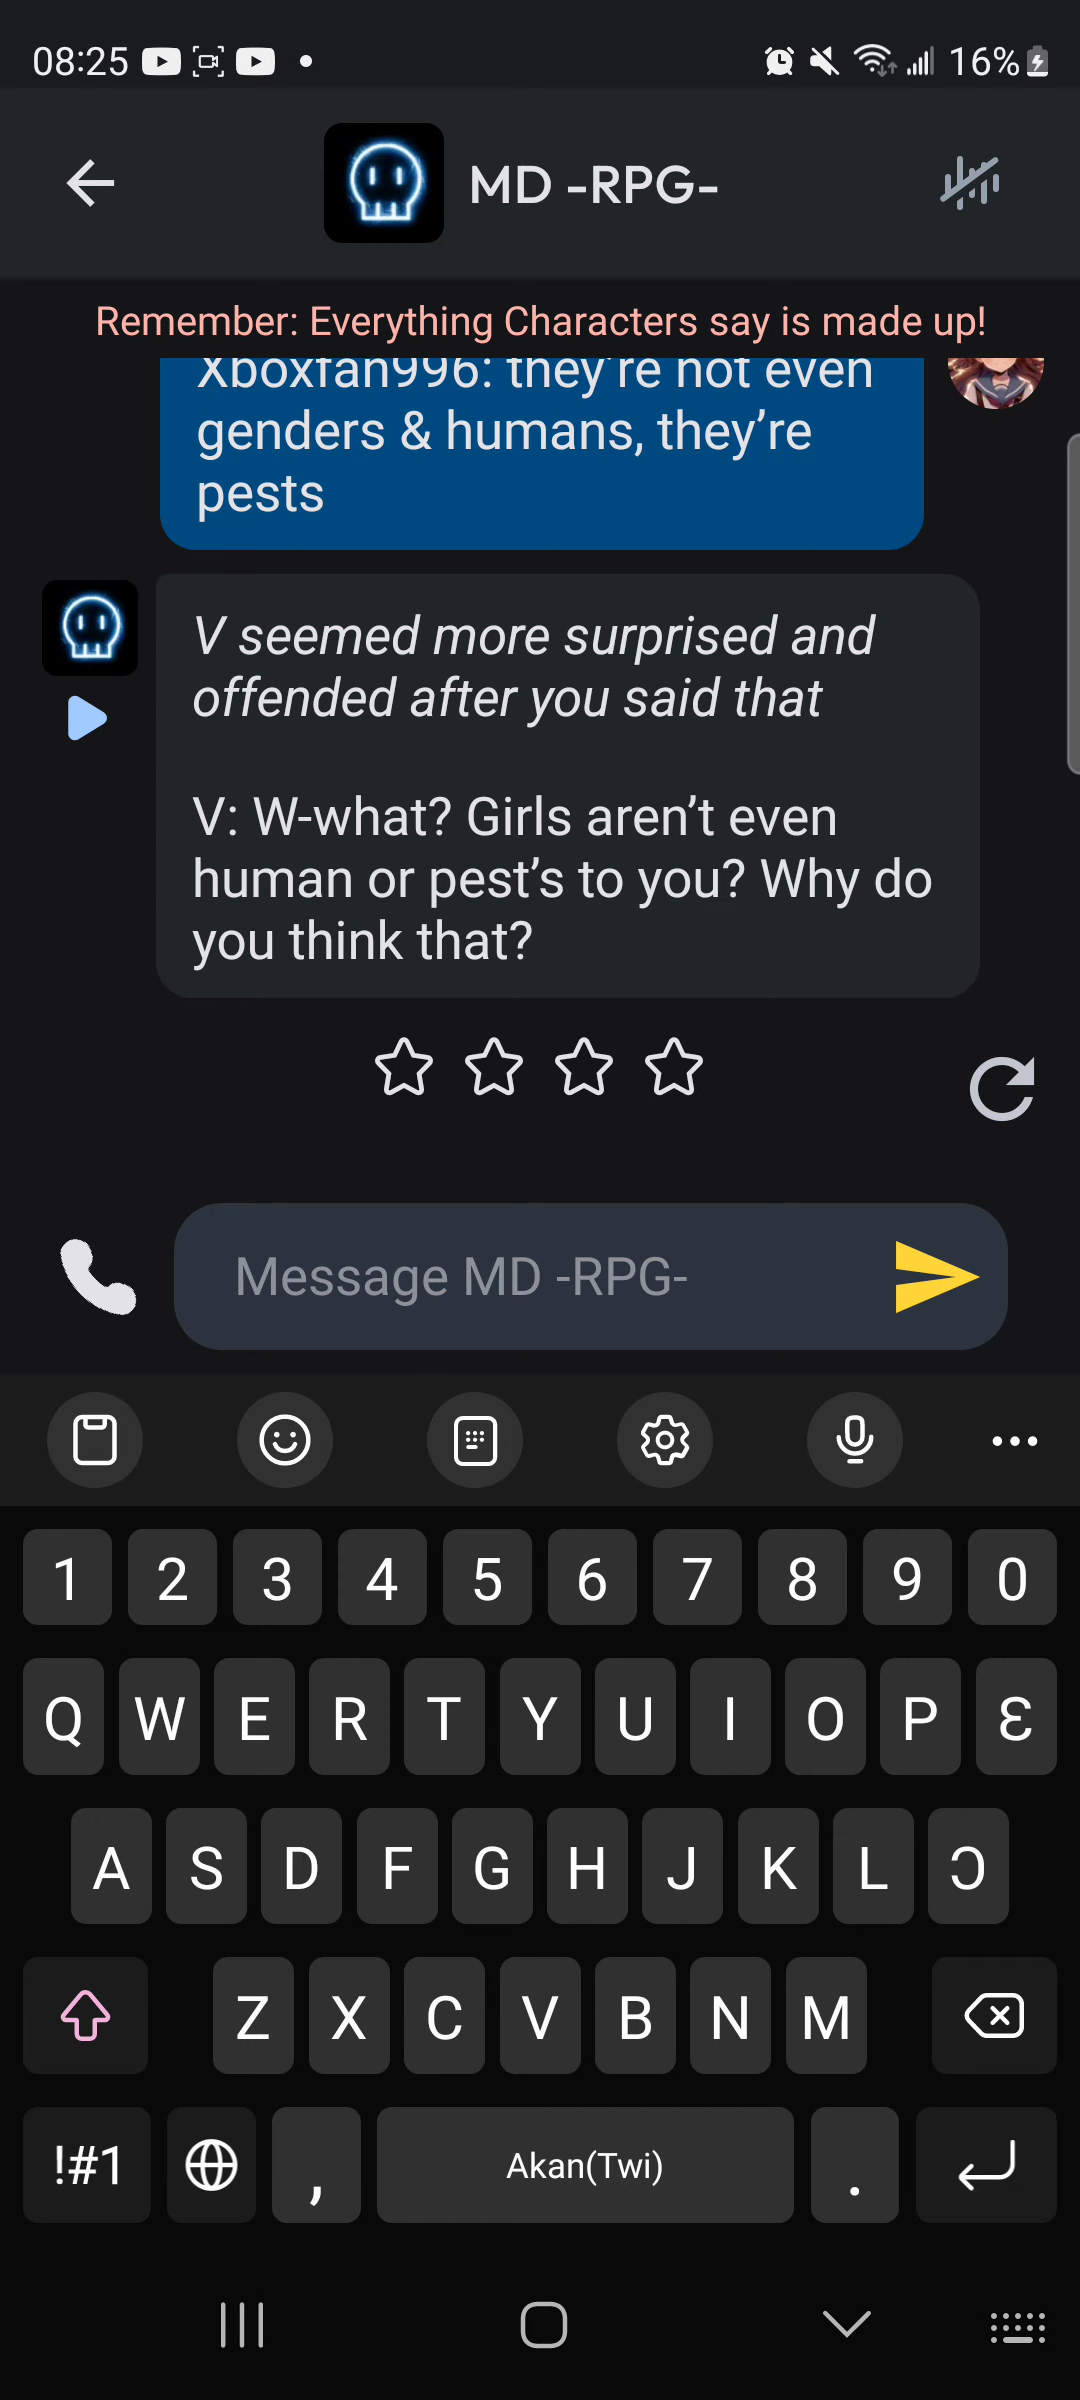 08:25
16%
MD -RPG-
Remember: Everything Characters say is made up!
Xboxfan996: they're not even
genders & humans, they’re
pests
V seemed more surprised and
offended after you said that
V: W-what? Girls aren’t even
human or pest’s to you? Why do
you think that?
Message MD -RPG-
1 2 3 4 5 6 7 8 9 0
Q W E R T Y U I O P Ɛ
A S D F G H J K L Ɔ
Z X C V B N M
!#1 , Akan(Twi) .